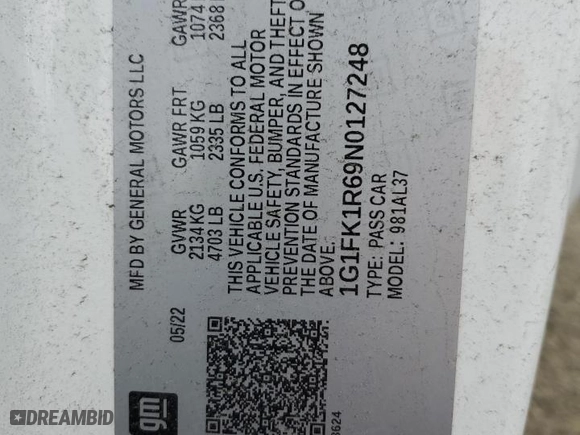 MFD BY GENERAL MOTORS LLC
05/22
GVWR
2134 KG
4703 LB
GAWR FRT
1059 KG
2335 LB
GAWR
1074
2368
THIS VEHICLE CONFORMS TO ALL
APPLICABLE U.S. FEDERAL MOTOR
VEHICLE SAFETY, BUMPER, AND THEFT
PREVENTION STANDARDS IN EFFECT ON
THE DATE OF MANUFACTURE SHOWN
ABOVE.
1G1FK1R69N0127248
TYPE: PASS CAR
MODEL: 981AL37
gm
DREAMBID